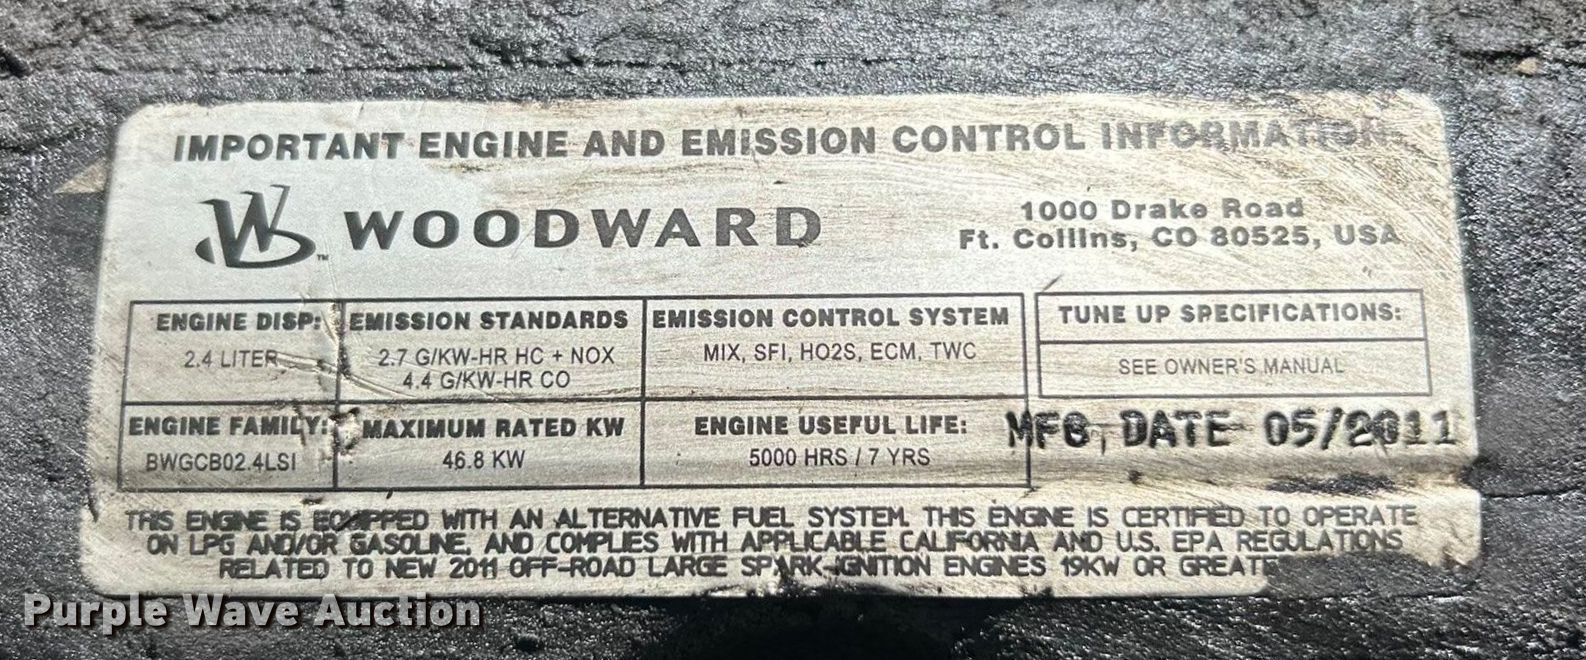 IMPORTANT ENGINE AND EMISSION CONTROL INFORMATION
W WOODWARD
™
1000 Drake Road
Ft. Collins, CO 80525, USA
ENGINE DISP:
2.4 LITER
EMISSION STANDARDS
2.7 G/KW-HR HC + NOX
4.4 G/KW-HR CO
EMISSION CONTROL SYSTEM
MIX, SFI, HO2S, ECM, TWC
TUNE UP SPECIFICATIONS:
SEE OWNER'S MANUAL
ENGINE FAMILY:
BWGCB02.4LSI
MAXIMUM RATED KW
46.8 KW
ENGINE USEFUL LIFE:
5000 HRS / 7 YRS
MFG, DATE 05/2011
THIS ENGINE IS EQUIPPED WITH AN ALTERNATIVE FUEL SYSTEM. THIS ENGINE IS CERTIFIED TO OPERATE
ON LPG AND/OR GASOLINE, AND COMPLIES WITH APPLICABLE CALIFORNIA AND U.S. EPA REGULATIONS
RELATED TO NEW 2011 OFF-ROAD LARGE SPARK-IGNITION ENGINES 19KW OR GREATE
Purple Wave Auction